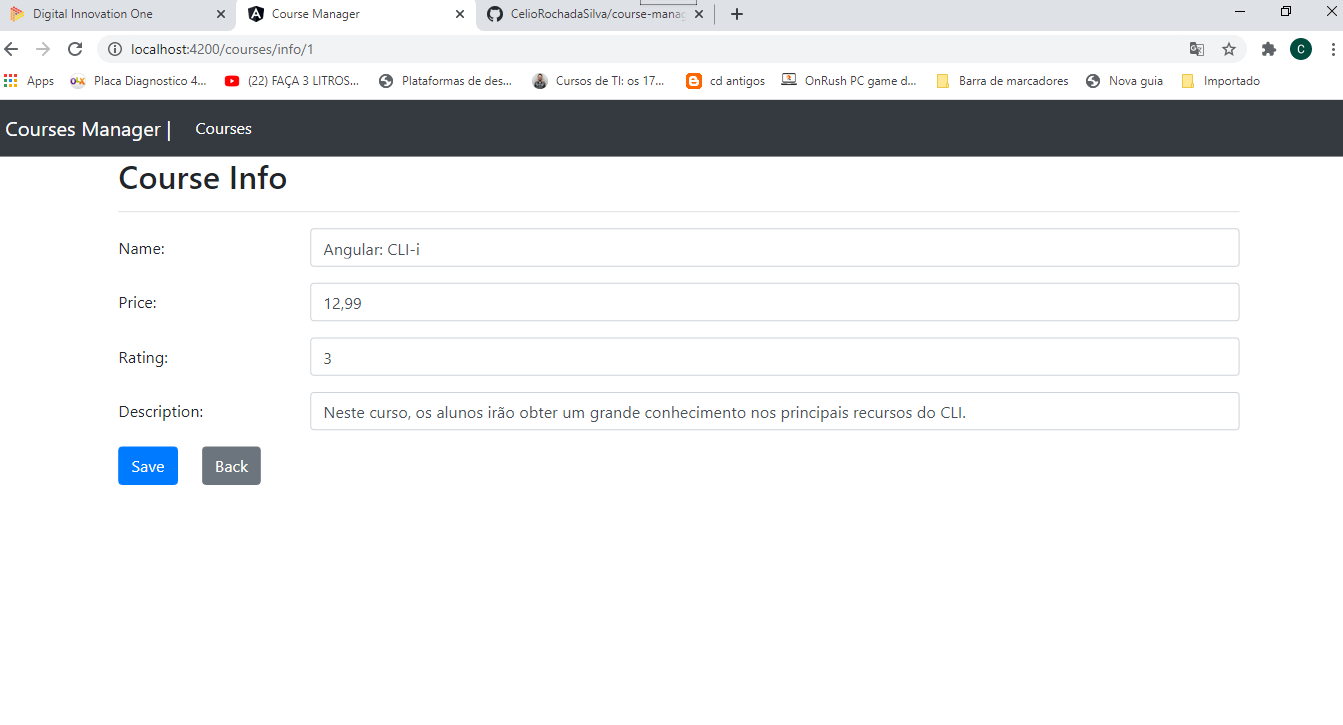 Digital Innovation One Course Manager CelioRochadaSilva/course-manag
localhost:4200/courses/info/1 C
Apps Placa Diagnostico 4... (22) FAÇA 3 LITROS... Plataformas de des... Cursos de TI: os 17... cd antigos OnRush PC game d... Barra de marcadores Nova guia Importado
Courses Manager | Courses
Course Info
Name: Angular: CLI-i
Price: 12,99
Rating: 3
Description: Neste curso, os alunos irão obter um grande conhecimento nos principais recursos do CLI.
Save Back